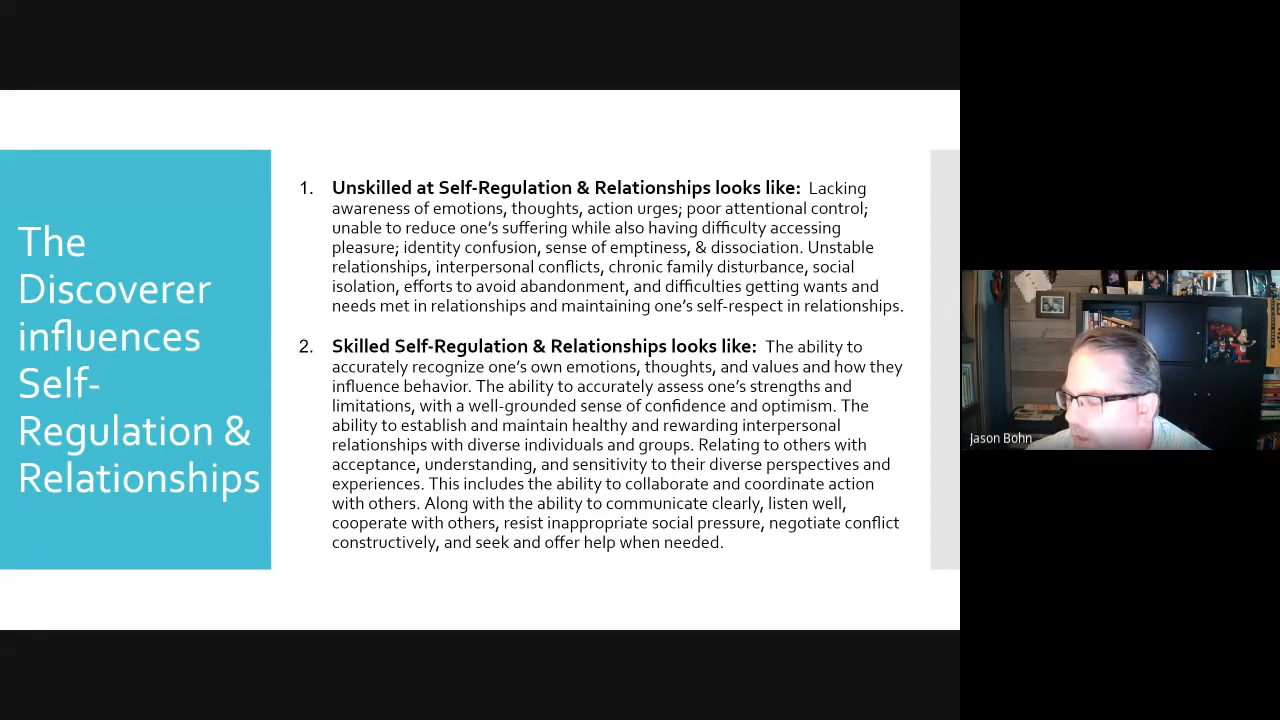 The
Discoverer
influences
Self-
Regulation &
Relationships
1. Unskilled at Self-Regulation & Relationships looks like: Lacking
awareness of emotions, thoughts, action urges; poor attentional control;
unable to reduce one’s suffering while also having difficulty accessing
pleasure; identity confusion, sense of emptiness, & dissociation. Unstable
relationships, interpersonal conflicts, chronic family disturbance, social
isolation, efforts to avoid abandonment, and difficulties getting wants and
needs met in relationships and maintaining one’s self-respect in relationships.
2. Skilled Self-Regulation & Relationships looks like: The ability to
accurately recognize one’s own emotions, thoughts, and values and how they
influence behavior. The ability to accurately assess one’s strengths and
limitations, with a well-grounded sense of confidence and optimism. The
ability to establish and maintain healthy and rewarding interpersonal
relationships with diverse individuals and groups. Relating to others with
acceptance, understanding, and sensitivity to their diverse perspectives and
experiences. This includes the ability to collaborate and coordinate action
with others. Along with the ability to communicate clearly, listen well,
cooperate with others, resist inappropriate social pressure, negotiate conflict
constructively, and seek and offer help when needed.
Jason Bohn